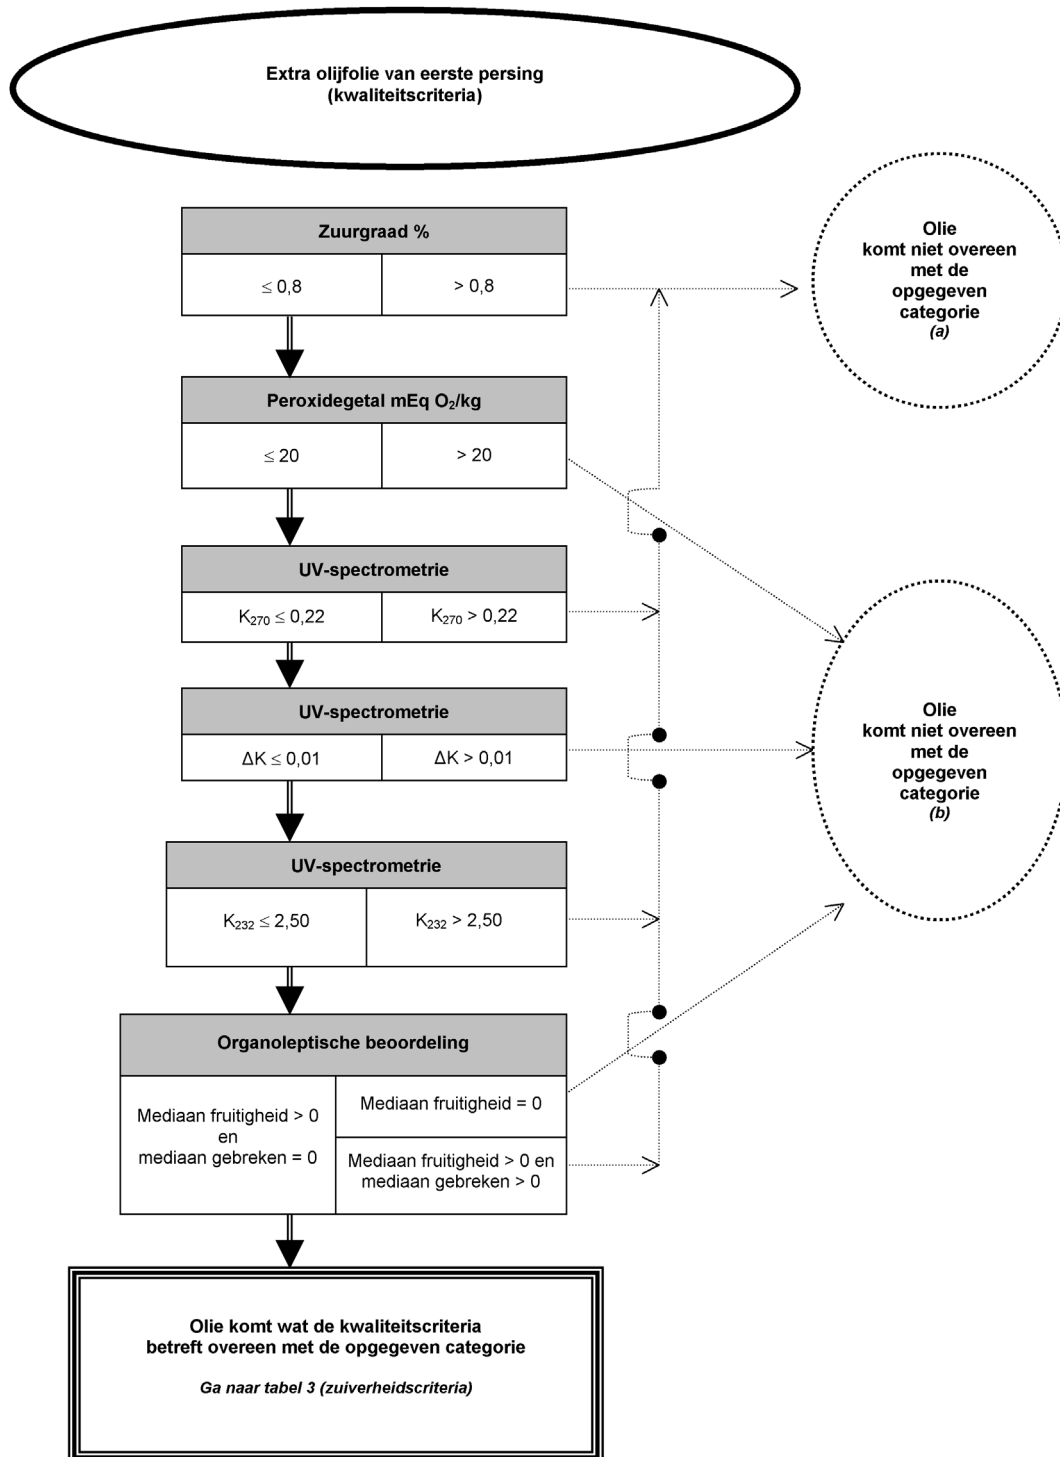 Extra olijfolie van eerste persing
(kwaliteitscriteria)
Zuurgraad %
≤ 0,8
> 0,8
Olie
komt niet overeen
met de
opgegeven
categorie
(a)
Peroxidegetal mEq O₂/kg
≤ 20
> 20
UV-spectrometrie
K₂₇₀ ≤ 0,22
K₂₇₀ > 0,22
UV-spectrometrie
ΔK ≤ 0,01
ΔK > 0,01
Olie
komt niet overeen
met de
opgegeven
categorie
(b)
UV-spectrometrie
K₂₃₂ ≤ 2,50
K₂₃₂ > 2,50
Organoleptische beoordeling
Mediaan fruitigheid > 0
en
mediaan gebreken = 0
Mediaan fruitigheid = 0
Mediaan fruitigheid > 0 en
mediaan gebreken > 0
Olie komt wat de kwaliteitscriteria
betreft overeen met de opgegeven categorie
Ga naar tabel 3 (zuiverheidscriteria)